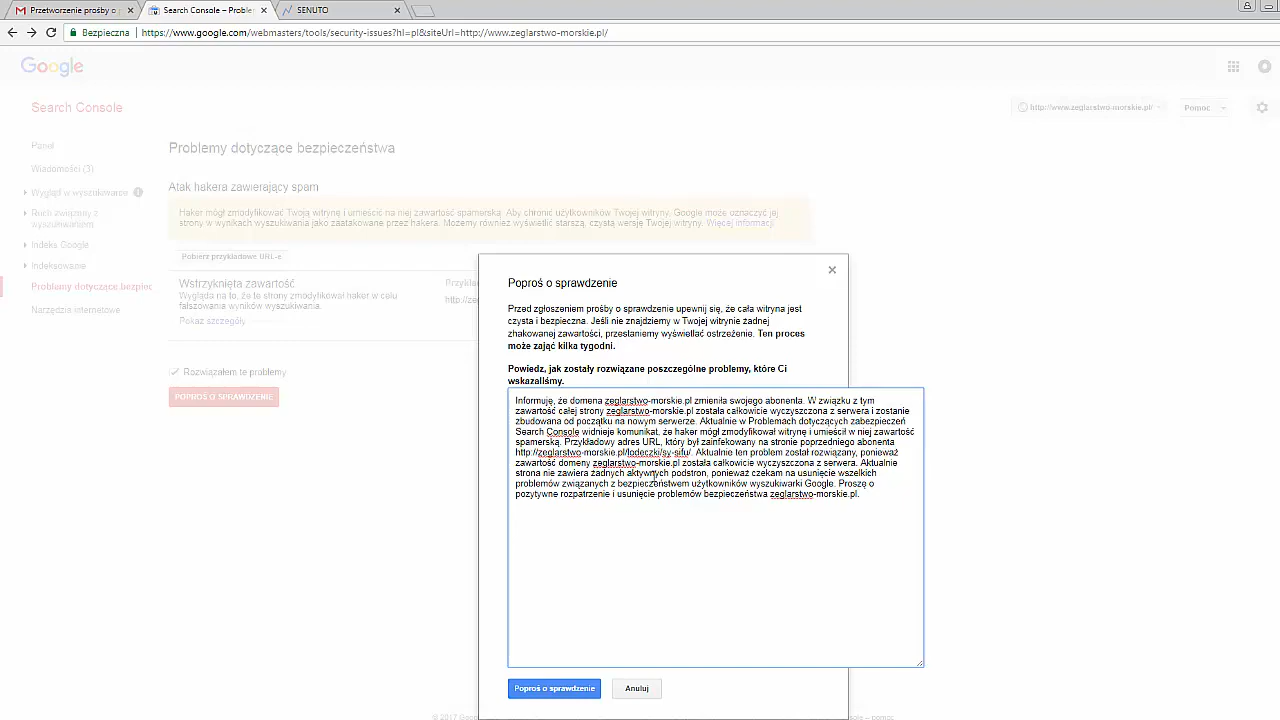 Przetworzenie prośby o p
Search Console – Problem
SENUTO
Bezpieczna
https://www.google.com/webmasters/tools/security-issues?hl=pl&siteUrl=http://www.zeglarstwo-morskie.pl/
Google
Search Console
http://www.zeglarstwo-morskie.pl/
Pomoc
Panel
Wiadomości (3)
Wygląd w wyszukiwaniu
Ruch związany z
wyszukiwaniem
Indeks Google
Indeksowanie
Problemy dotyczące bezpiec
Narzędzia internetowe
Problemy dotyczące bezpieczeństwa
Atak hakera zawierający spam
Haker mógł zmodyfikować Twoją witrynę i umieścić na niej zawartość spamerską. Aby chronić użytkowników Twojej witryny, Google może oznaczyć jej
strony w wynikach wyszukiwania jako zaatakowane przez hakera. Możemy również wyświetlić starszą, czystą wersję Twojej witryny. Więcej informacji
Pobierz przykładowe URL-e
Wstrzyknięta zawartość
Wygląda na to, że te strony zmodyfikował haker w celu
fałszowania wyników wyszukiwania.
Pokaż szczegóły
Przykła
http://ze
Rozwiązałem te problemy
POPROŚ O SPRAWDZENIE
Poproś o sprawdzenie
Przed zgłoszeniem prośby o sprawdzenie upewnij się, że cała witryna jest
czysta i bezpieczna. Jeśli nie znajdziemy w Twojej witrynie żadnej
zhakowanej zawartości, przestaniemy wyświetlać ostrzeżenie. Ten proces
może zająć kilka tygodni.
Powiedz, jak zostały rozwiązane poszczególne problemy, które Ci
wskazaliśmy.
Informuję, że domena zeglarstwo-morskie.pl zmieniła swojego abonenta. W związku z tym
zawartość całej strony zeglarstwo-morskie.pl została całkowicie wyczyszczona z serwera i zostanie
zbudowana od początku na nowym serwerze. Aktualnie w Problemach dotyczących zabezpieczeń
Search Console widnieje komunikat, że haker mógł zmodyfikował witrynę i umieścił w niej zawartość
spamerską. Przykładowy adres URL, który był zainfekowany na stronie poprzedniego abonenta
http://zeglarstwo-morskie.pl/lodeczki/sy-sifu/. Aktualnie ten problem został rozwiązany, ponieważ
zawartość domeny zeglarstwo-morskie.pl została całkowicie wyczyszczona z serwera. Aktualnie
strona nie zawiera żadnych aktywnych podstron, ponieważ czekam na usunięcie wszelkich
problemów związanych z bezpieczeństwem użytkowników wyszukiwarki Google. Proszę o
pozytywne rozpatrzenie i usunięcie problemów bezpieczeństwa zeglarstwo-morskie.pl.
Poproś o sprawdzenie
Anuluj
© 2017 Goog
ole – pomoc